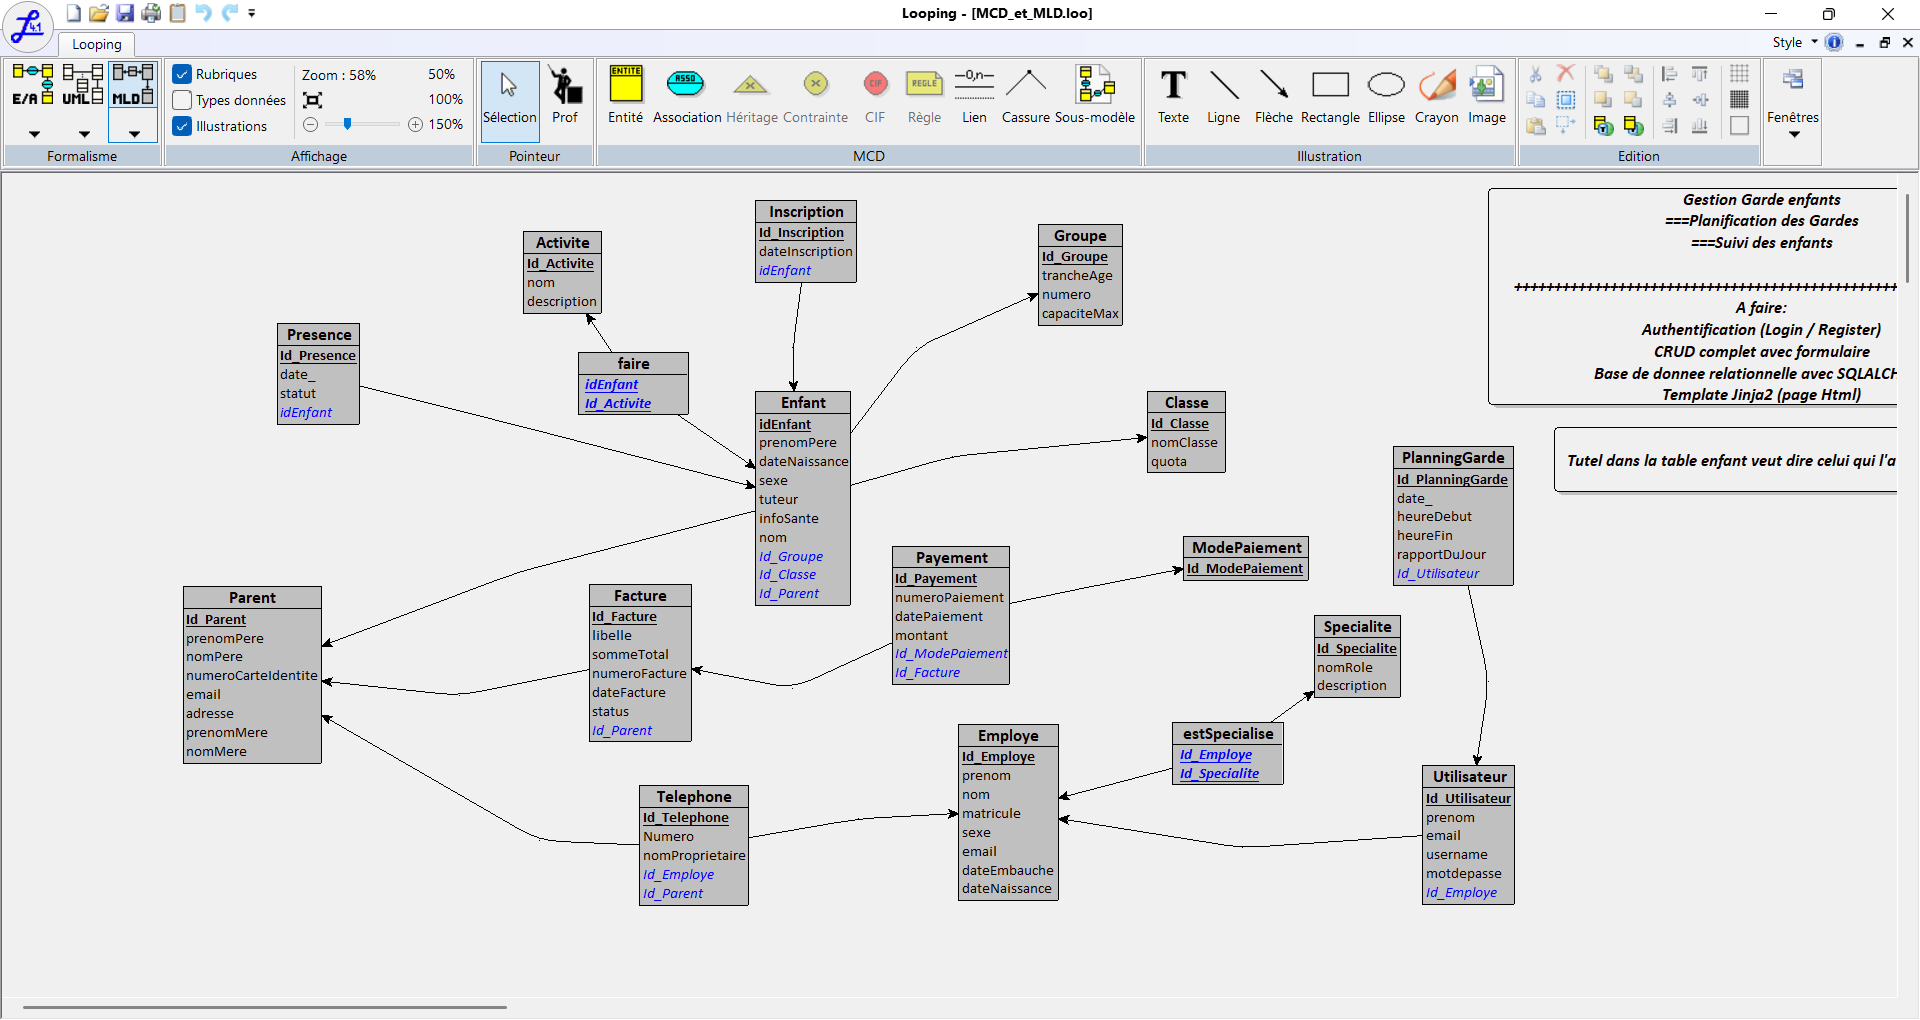 Looping - [MCD_et_MLD.loo]
4.1
Looping
Style
E/A
UML
MLD
Rubriques
Types données
Illustrations
Zoom : 58%
50%
100%
150%
Sélection
Prof
ENTITE
Entité
ASSO
Association
Héritage
Contrainte
CIF
CIF
REGLE
Règle
—0,n—
Lien
Cassure
Sous-modèle
T
Texte
Ligne
Flèche
Rectangle
Ellipse
Crayon
Image
Fenêtres
Formalisme
Affichage
Pointeur
MCD
Illustration
Edition
Gestion Garde enfants
===Planification des Gardes
===Suivi des enfants
++++++++++++++++++++++++++++++++++++++++++++++++
A faire:
Authentification (Login / Register)
CRUD complet avec formulaire
Base de donnee relationnelle avec SQLALCH
Template Jinja2 (page Html)
Tutel dans la table enfant veut dire celui qui l'a
Inscription
Id_Inscription
dateInscription
idEnfant
Activite
Id_Activite
nom
description
Groupe
Id_Groupe
trancheAge
numero
capaciteMax
Presence
Id_Presence
date_
statut
idEnfant
faire
idEnfant
Id_Activite
Enfant
idEnfant
prenomPere
dateNaissance
sexe
tuteur
infoSante
nom
Id_Groupe
Id_Classe
Id_Parent
Classe
Id_Classe
nomClasse
quota
PlanningGarde
Id_PlanningGarde
date_
heureDebut
heureFin
rapportDuJour
Id_Utilisateur
Payement
Id_Payement
numeroPaiement
datePaiement
montant
Id_ModePaiement
Id_Facture
ModePaiement
Id_ModePaiement
Parent
Id_Parent
prenomPere
nomPere
numeroCarteIdentite
email
adresse
prenomMere
nomMere
Facture
Id_Facture
libelle
sommeTotal
numeroFacture
dateFacture
status
Id_Parent
Specialite
Id_Specialite
nomRole
description
estSpecialise
Id_Employe
Id_Specialite
Employe
Id_Employe
prenom
nom
matricule
sexe
email
dateEmbauche
dateNaissance
Telephone
Id_Telephone
Numero
nomProprietaire
Id_Employe
Id_Parent
Utilisateur
Id_Utilisateur
prenom
email
username
motdepasse
Id_Employe